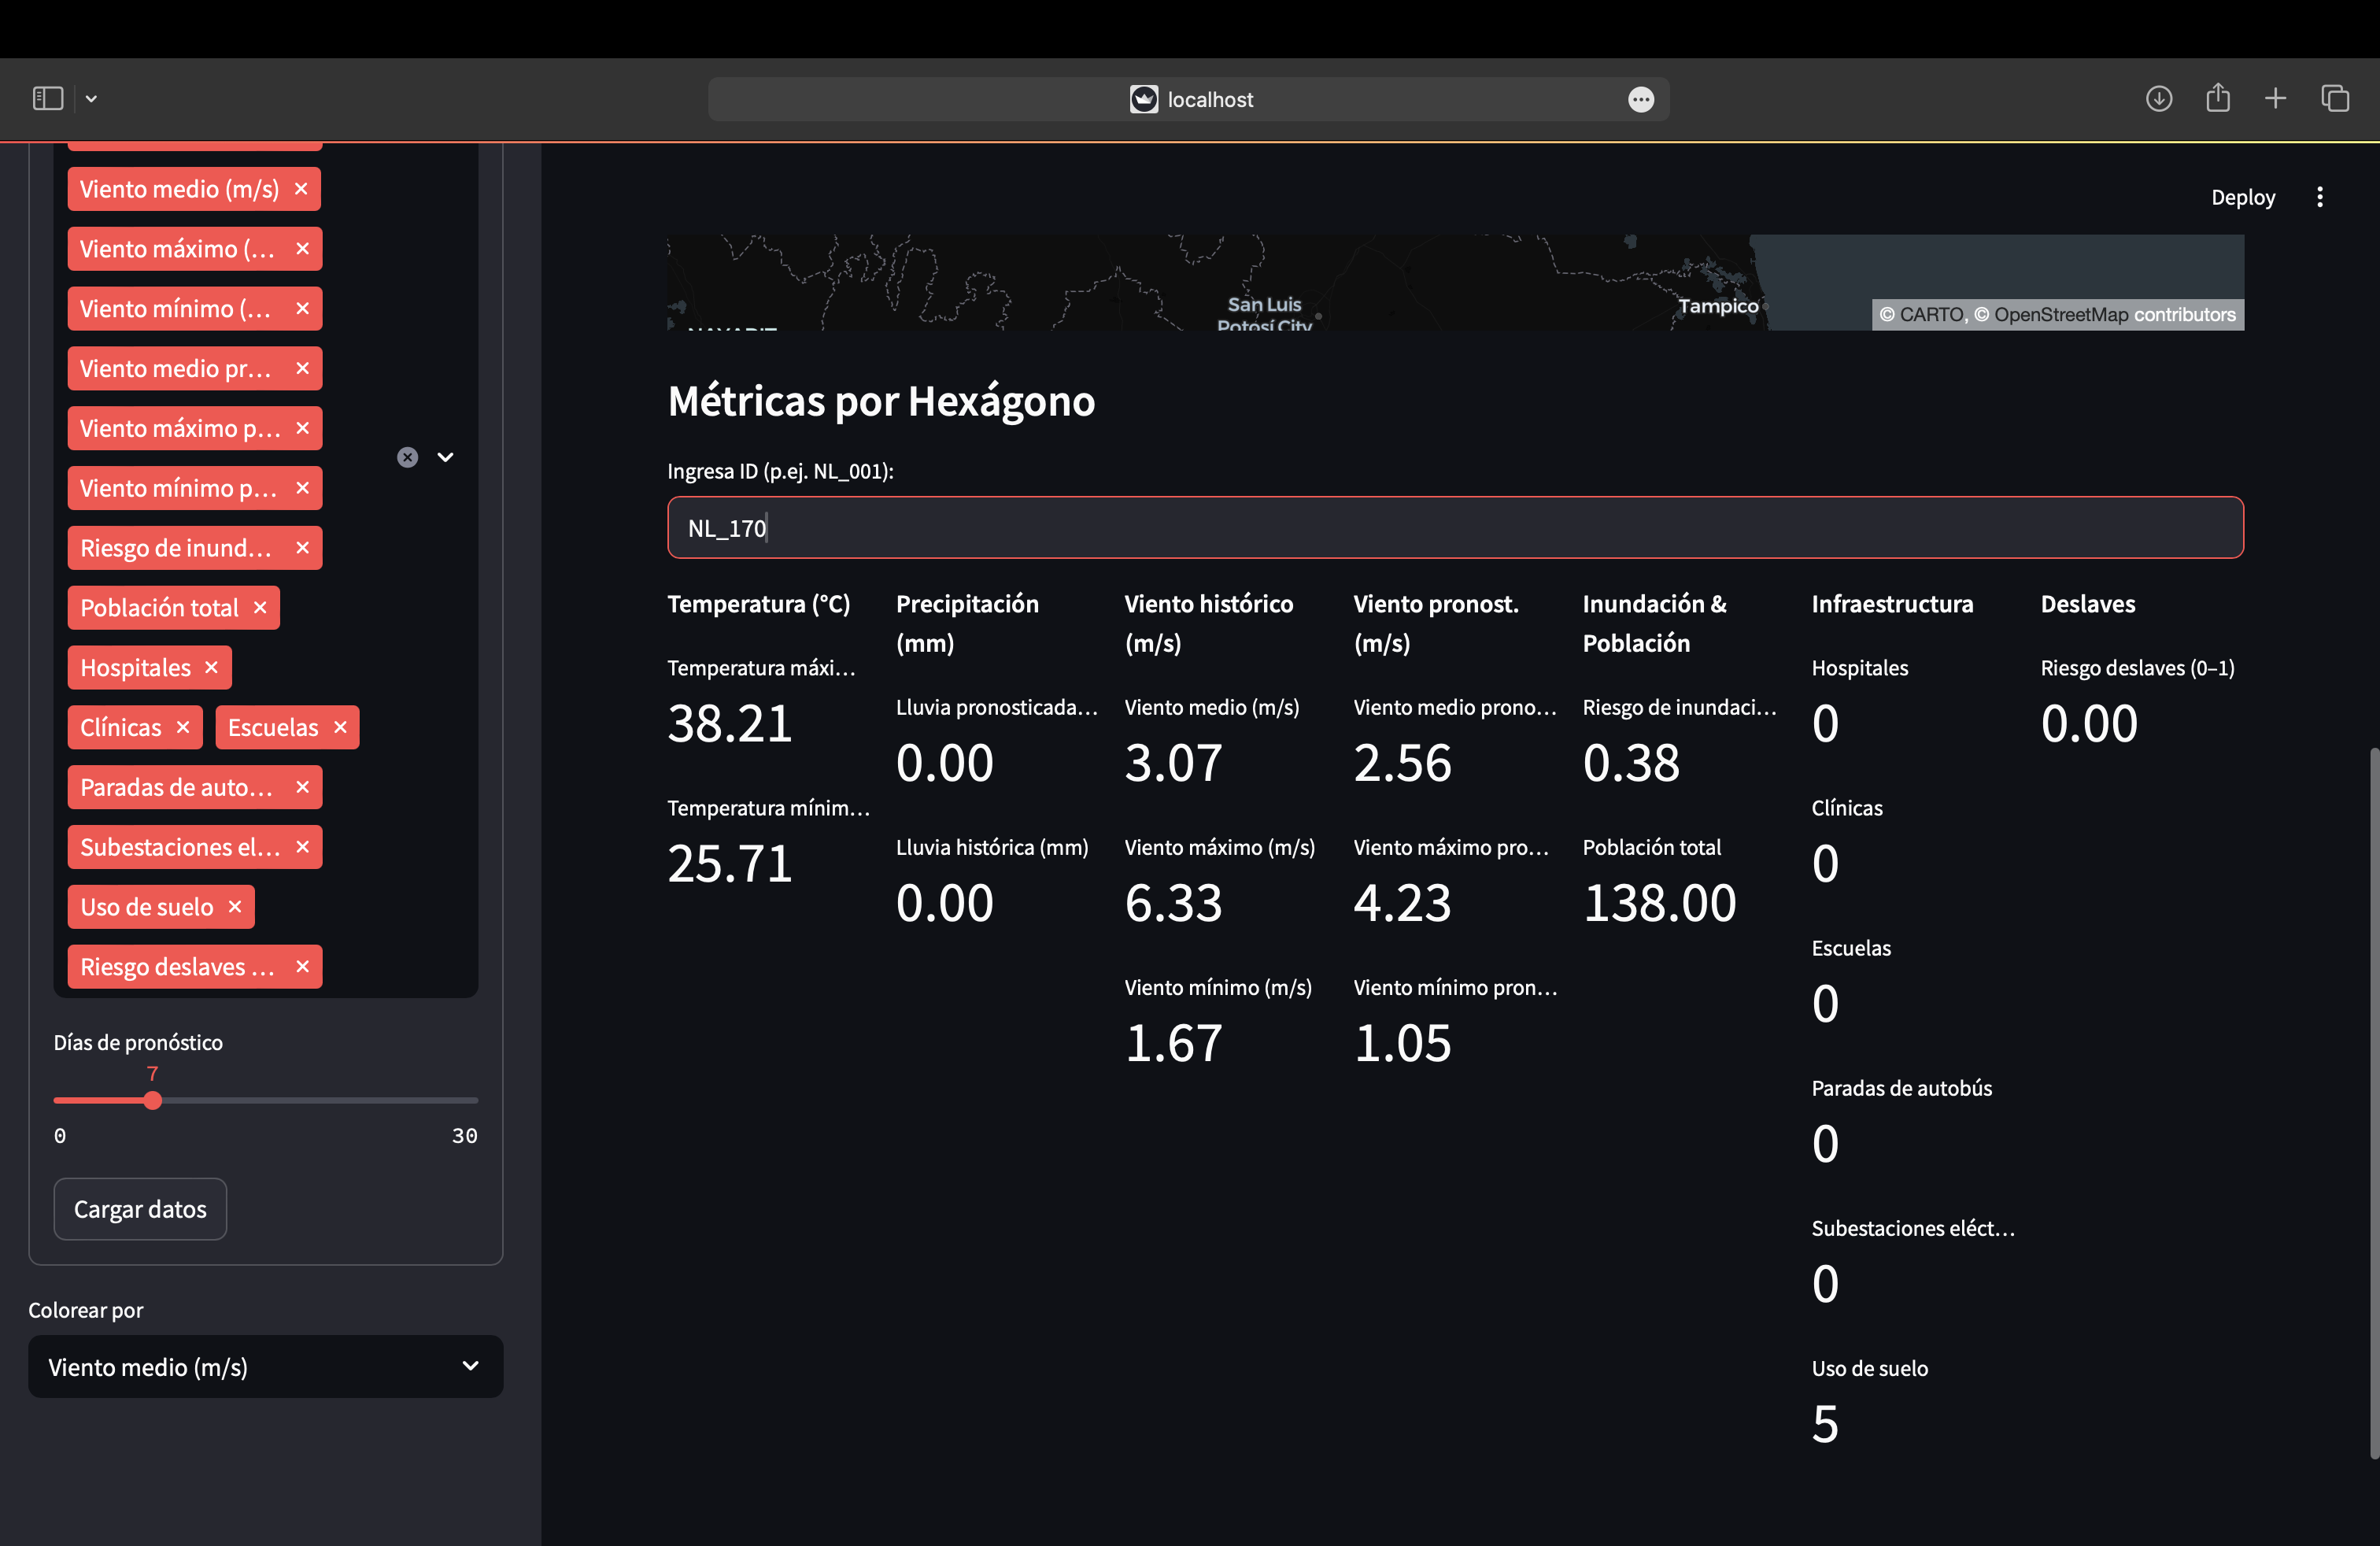 localhost
Viento medio (m/s)
Viento máximo (...
Viento mínimo (...
Viento medio pr...
Viento máximo p...
Viento mínimo p...
Riesgo de inund...
Población total
Hospitales
Clínicas
Escuelas
Paradas de auto...
Subestaciones el...
Uso de suelo
Riesgo deslaves ...
Días de pronóstico
7
0
30
Cargar datos
Colorear por
Viento medio (m/s)
Deploy
San Luis
Potosí City
Tampico
NAYARIT
© CARTO, © OpenStreetMap contributors
Métricas por Hexágono
Ingresa ID (p.ej. NL_001):
NL_170
Temperatura (°C)
Temperatura máxi...
38.21
Temperatura mínim...
25.71
Precipitación
(mm)
Lluvia pronosticada...
0.00
Lluvia histórica (mm)
0.00
Viento histórico
(m/s)
Viento medio (m/s)
3.07
Viento máximo (m/s)
6.33
Viento mínimo (m/s)
1.67
Viento pronost.
(m/s)
Viento medio prono...
2.56
Viento máximo pro...
4.23
Viento mínimo pron...
1.05
Inundación &
Población
Riesgo de inundaci...
0.38
Población total
138.00
Infraestructura
Hospitales
0
Clínicas
0
Escuelas
0
Paradas de autobús
0
Subestaciones eléct...
0
Uso de suelo
5
Deslaves
Riesgo deslaves (0–1)
0.00